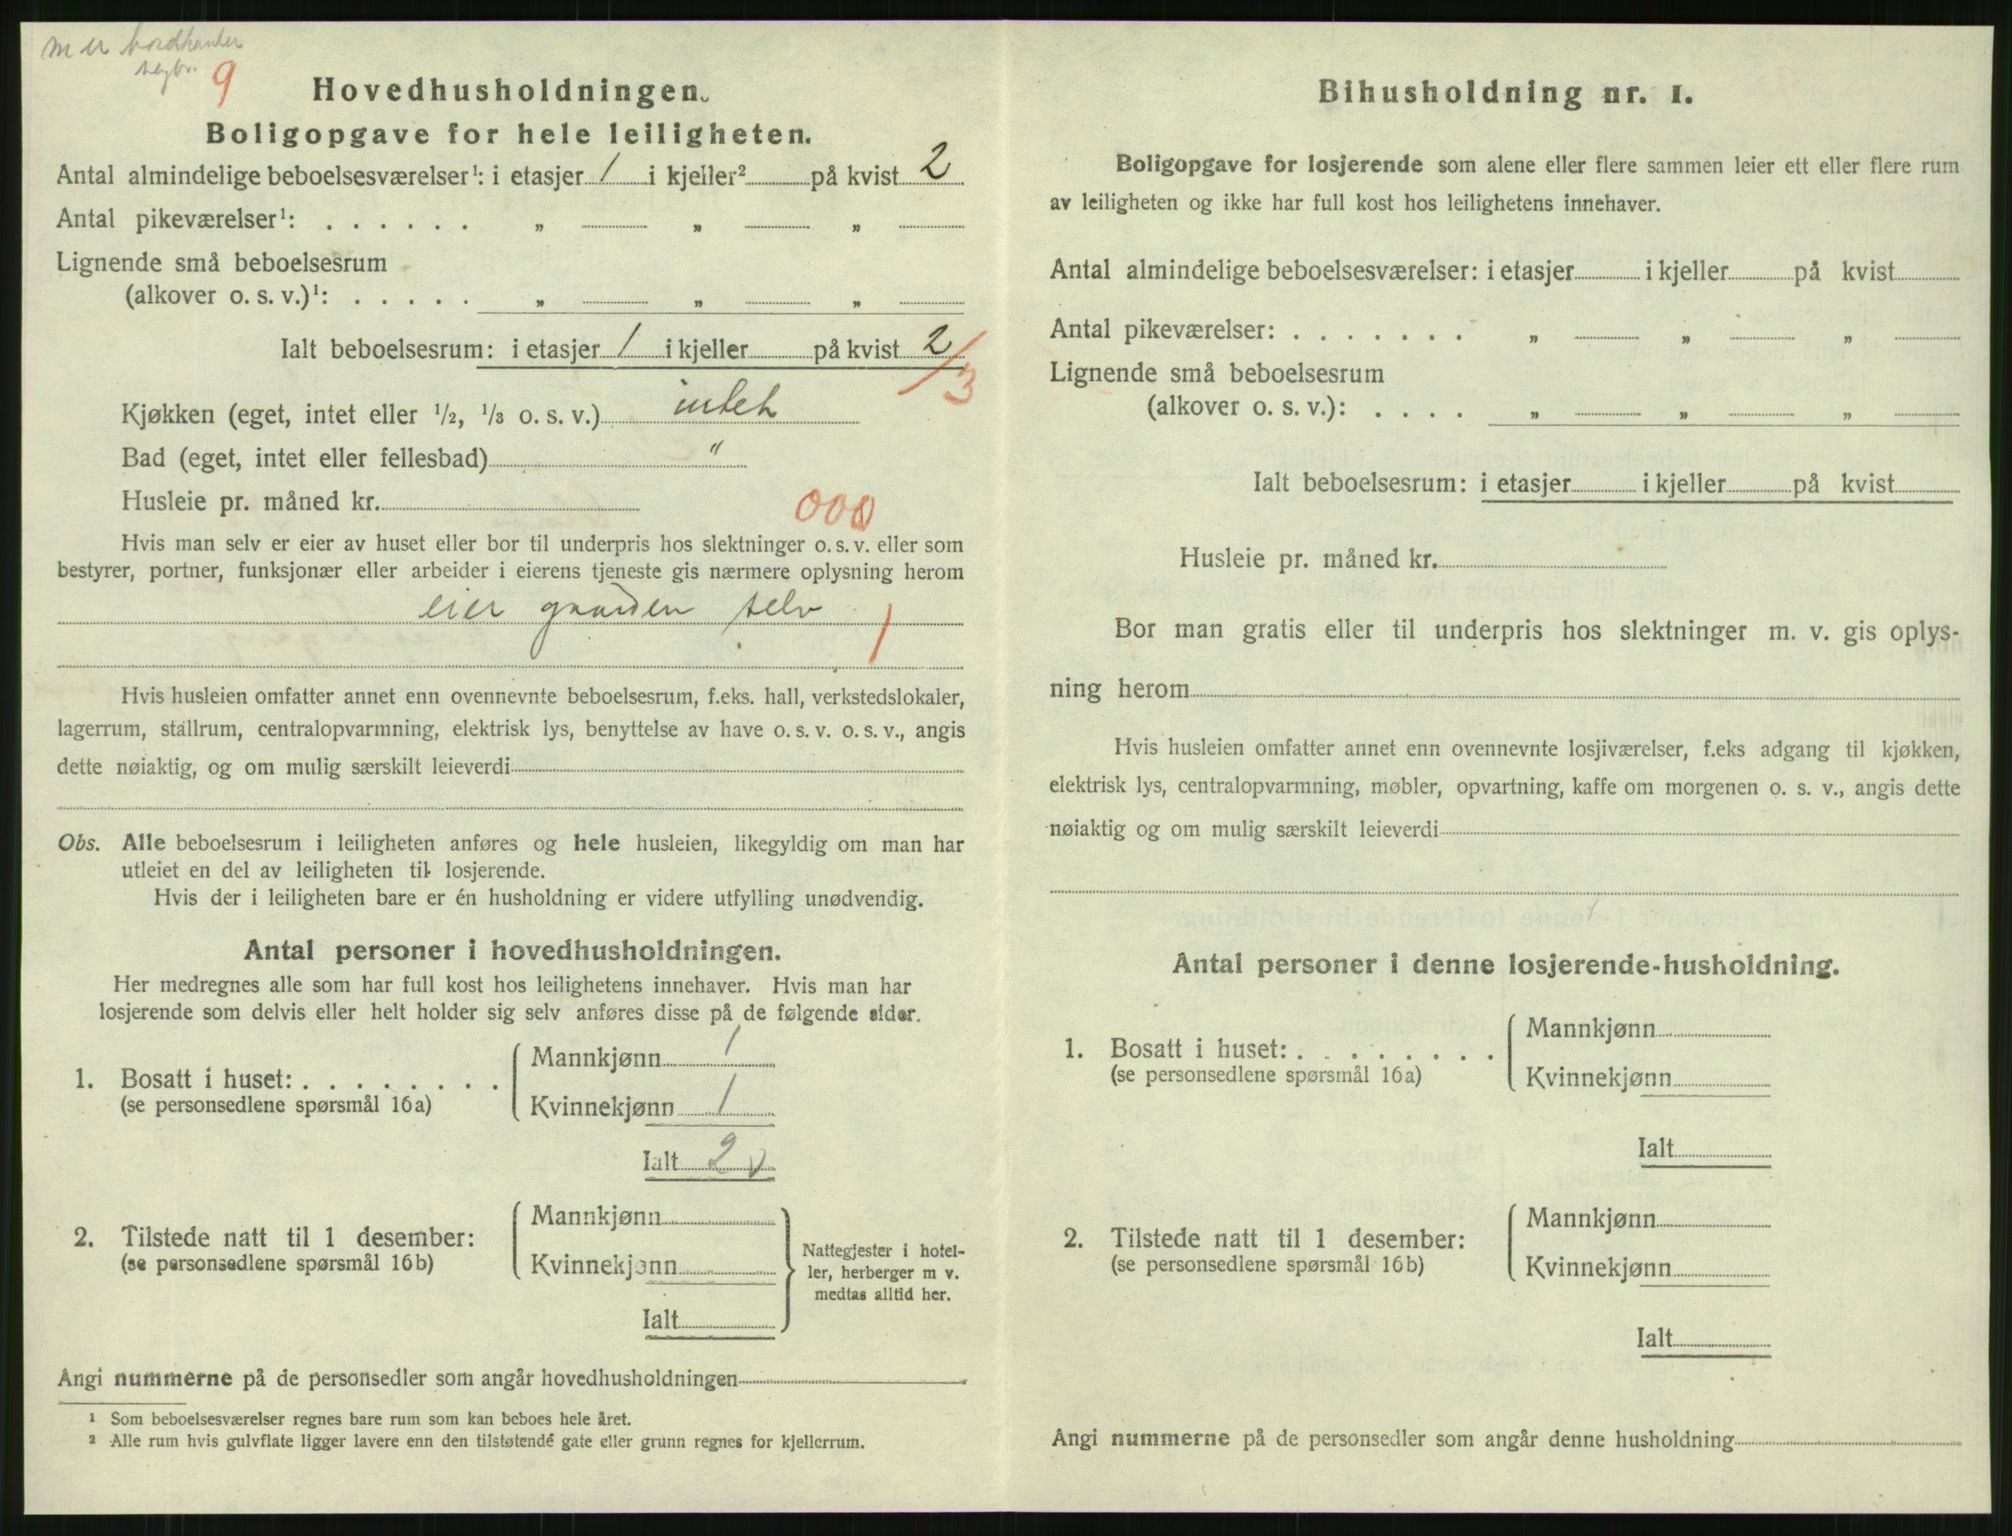 m er
9
Hovedhusholdningen.
Boligopgave for hele leiligheten.
Antal almindelige beboelsesværelser¹: i etasjer 1 i kjeller² på kvist 2
Antal pikeværelser¹: . . . . . . „ „ „
Lignende små beboelsesrum
(alkover o. s. v.)¹: . . . . . „ „ „
Ialt beboelsesrum: i etasjer 1 i kjeller på kvist 2
/3
Kjøkken (eget, intet eller ½, ⅓ o. s. v.) intet
Bad (eget, intet eller fellesbad) "
Husleie pr. måned kr. 000
Hvis man selv er eier av huset eller bor til underpris hos slektninger o. s. v. eller som
bestyrer, portner, funksjonær eller arbeider i eierens tjeneste gis nærmere oplysning herom
eier gaarden selv
1
Hvis husleien omfatter annet enn ovennevnte beboelsesrum, f.eks. hall, verkstedslokaler,
lagerrum, stallrum, centralopvarmning, elektrisk lys, benyttelse av have o. s. v. o. s. v., angis
dette nøiaktig, og om mulig særskilt leieverdi
Obs. Alle beboelsesrum i leiligheten anføres og hele husleien, likegyldig om man har
utleiet en del av leiligheten til losjerende.
Hvis der i leiligheten bare er én husholdning er videre utfylling unødvendig.
Antal personer i hovedhusholdningen.
Her medregnes alle som har full kost hos leilighetens innehaver. Hvis man har
losjerende som delvis eller helt holder sig selv anføres disse på de følgende sider.
1. Bosatt i huset: . . . . . . . .
(se personsedlene spørsmål 16a)
Mannkjønn 1
Kvinnekjønn 1
Ialt 2
2. Tilstede natt til 1 desember:
(se personsedlene spørsmål 16b)
Mannkjønn
Kvinnekjønn
Ialt
Nattegjester i hotel-
ler, herberger m v.
medtas alltid her.
Angi nummerne på de personsedler som angår hovedhusholdningen
¹ Som beboelsesværelser regnes bare rum som kan beboes hele året.
² Alle rum hvis gulvflate ligger lavere enn den tilstøtende gate eller grunn regnes for kjellerrum.
Bihusholdning nr. 1.
Boligopgave for losjerende som alene eller flere sammen leier ett eller flere rum
av leiligheten og ikke har full kost hos leilighetens innehaver.
Antal almindelige beboelsesværelser: i etasjer i kjeller på kvist
Antal pikeværelser: . . . . . . . „ „ „
Lignende små beboelsesrum
(alkover o. s. v.): . . . . „ „ „
Ialt beboelsesrum: i etasjer i kjeller på kvist
Husleie pr. måned kr.
Bor man gratis eller til underpris hos slektninger m. v. gis oplys-
ning herom
Hvis husleien omfatter annet enn ovennevnte losjiværelser, f.eks adgang til kjøkken,
elektrisk lys, centralopvarmning, møbler, opvartning, kaffe om morgenen o. s. v., angis dette
nøiaktig og om mulig særskilt leieverdi
Antal personer i denne losjerende-husholdning.
1. Bosatt i huset: . . . . . . . .
(se personsedlene spørsmål 16a)
Mannkjønn
Kvinnekjønn
Ialt
2. Tilstede natt til 1 desember:
(se personsedlene spørsmål 16b)
Mannkjønn
Kvinnekjønn
Ialt
Angi nummerne på de personsedler som angår denne husholdning